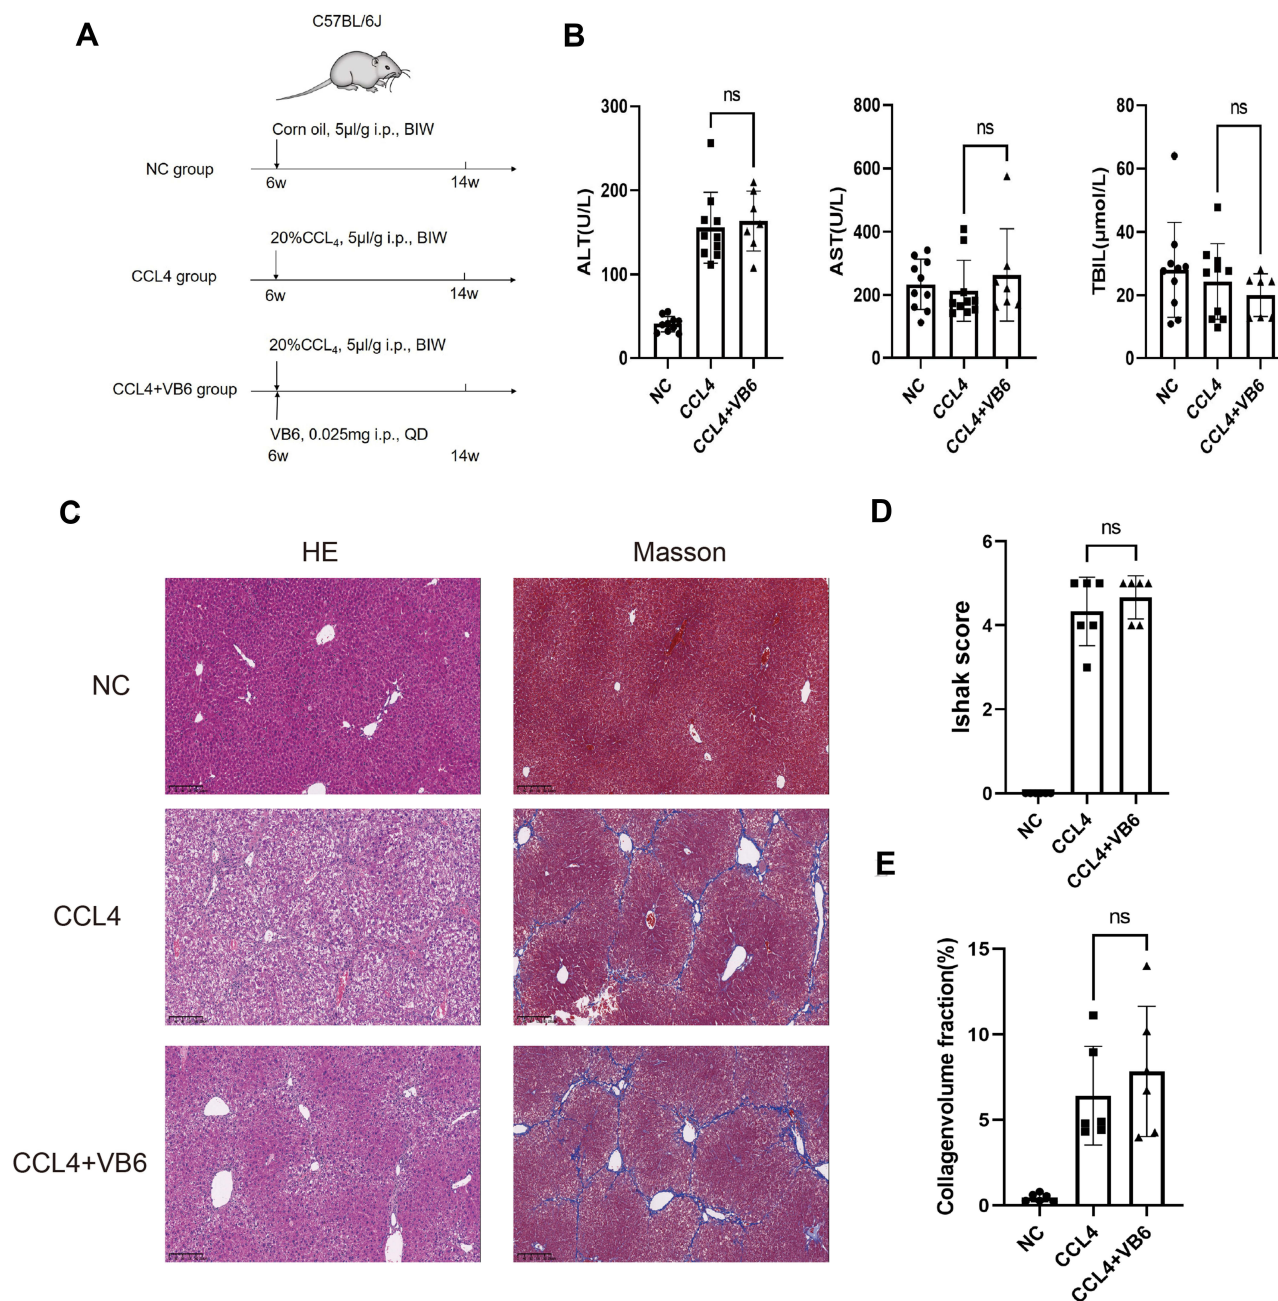 A
C57BL/6J
Corn oil, 5μl/g i.p., BIW
NC group
6w
14w
20%CCL₄, 5μl/g i.p., BIW
CCL4 group
6w
14w
20%CCL₄, 5μl/g i.p., BIW
CCL4+VB6 group
VB6, 0.025mg i.p., QD
6w
14w
B
ns
300
200
100
0
ALT(U/L)
NC
CCL4
CCL4+VB6
ns
800
600
400
200
0
AST(U/L)
NC
CCL4
CCL4+VB6
ns
80
60
40
20
0
TBIL(μmol/L)
NC
CCL4
CCL4+VB6
C
HE
Masson
NC
CCL4
CCL4+VB6
D
ns
6
4
2
0
Ishak score
NC
CCL4
CCL4+VB6
E
ns
15
10
5
0
Collagenvolume fraction(%)
NC
CCL4
CCL4+VB6